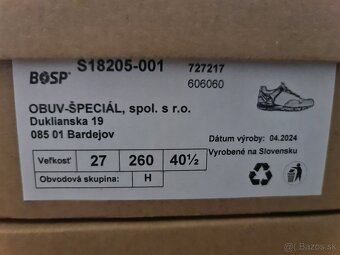 S18205-001
727217
BOSP
606060
OBUV-ŠPECIÁL, spol. s r.o.
Duklianska 19
085 01 Bardejov
Dátum výroby: 04.2024
Vyrobené na Slovensku
Veľkosť 27 260 40½
Obvodová skupina: H
Bazos.sk